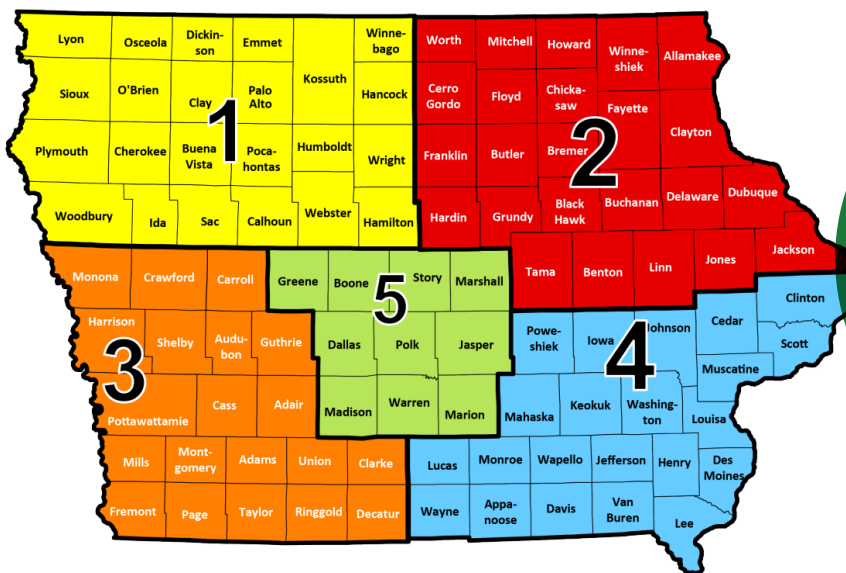 Lyon
Osceola
Dickin-
son
Emmet
Winne-
bago
Kossuth
Sioux
O'Brien
Clay
Palo
Alto
Hancock
1
Plymouth
Cherokee
Buena
Vista
Poca-
hontas
Humboldt
Wright
Woodbury
Ida
Sac
Calhoun
Webster
Hamilton
Worth
Mitchell
Howard
Winne-
shiek
Allamakee
Cerro
Gordo
Floyd
Chicka-
saw
Fayette
Clayton
2
Franklin
Butler
Bremer
Hardin
Grundy
Black
Hawk
Buchanan
Delaware
Dubuque
Tama
Benton
Linn
Jones
Jackson
Monona
Crawford
Carroll
Harrison
Shelby
Audu-
bon
Guthrie
3
Pottawattamie
Cass
Adair
Mills
Mont-
gomery
Adams
Union
Clarke
Fremont
Page
Taylor
Ringgold
Decatur
Greene
Boone
Story
Marshall
5
Dallas
Polk
Jasper
Madison
Warren
Marion
Powe-
shiek
Iowa
Johnson
Cedar
Clinton
Scott
Muscatine
4
Mahaska
Keokuk
Washing-
ton
Louisa
Lucas
Monroe
Wapello
Jefferson
Henry
Des
Moines
Wayne
Appa-
noose
Davis
Van
Buren
Lee